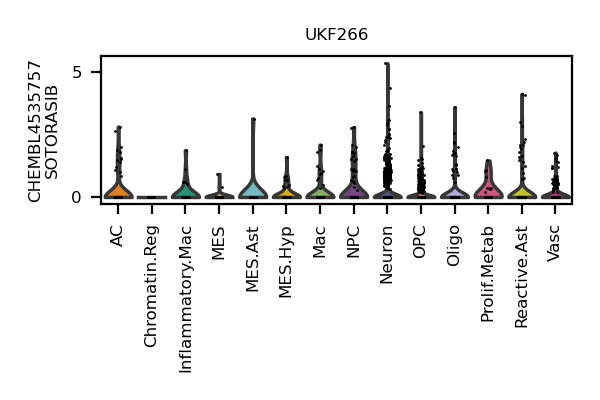 UKF266
CHEMBL4535757
SOTORASIB
5
0
AC
Chromatin.Reg
Inflammatory.Mac
MES
MES.Ast
MES.Hyp
Mac
NPC
Neuron
OPC
Oligo
Prolif.Metab
Reactive.Ast
Vasc